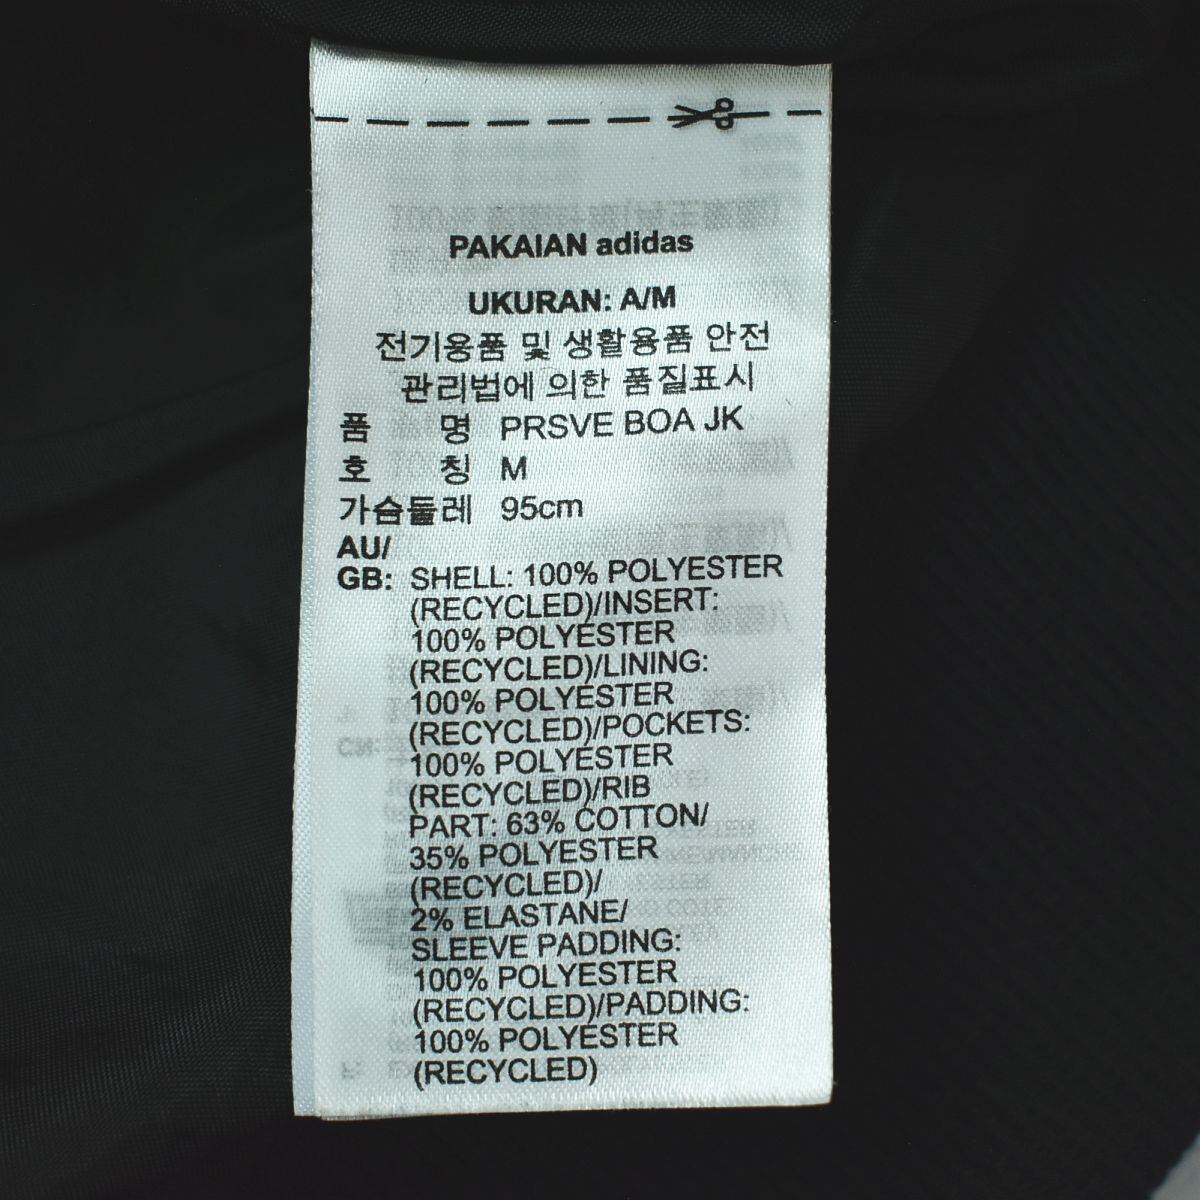 PAKAIAN adidas
UKURAN: A/M
전기용품 및 생활용품 안전
관리법에 의한 품질표시
품 명 PRSVE BOA JK
호 칭 M
가슴둘레 95cm
AU/
GB: SHELL: 100% POLYESTER
(RECYCLED)/INSERT:
100% POLYESTER
(RECYCLED)/LINING:
100% POLYESTER
(RECYCLED)/POCKETS:
100% POLYESTER
(RECYCLED)/RIB
PART: 63% COTTON/
35% POLYESTER
(RECYCLED)/
2% ELASTANE/
SLEEVE PADDING:
100% POLYESTER
(RECYCLED)/PADDING:
100% POLYESTER
(RECYCLED)